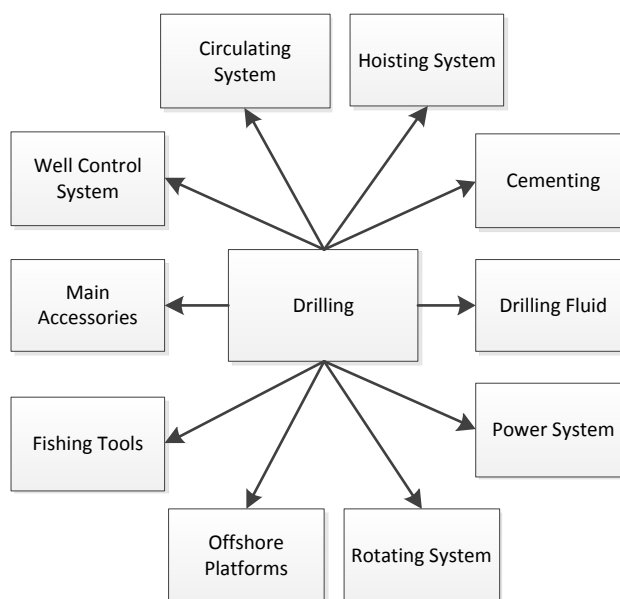 Circulating
System
Hoisting System
Well Control
System
Cementing
Main
Accessories
Drilling
Drilling Fluid
Fishing Tools
Power System
Offshore
Platforms
Rotating System